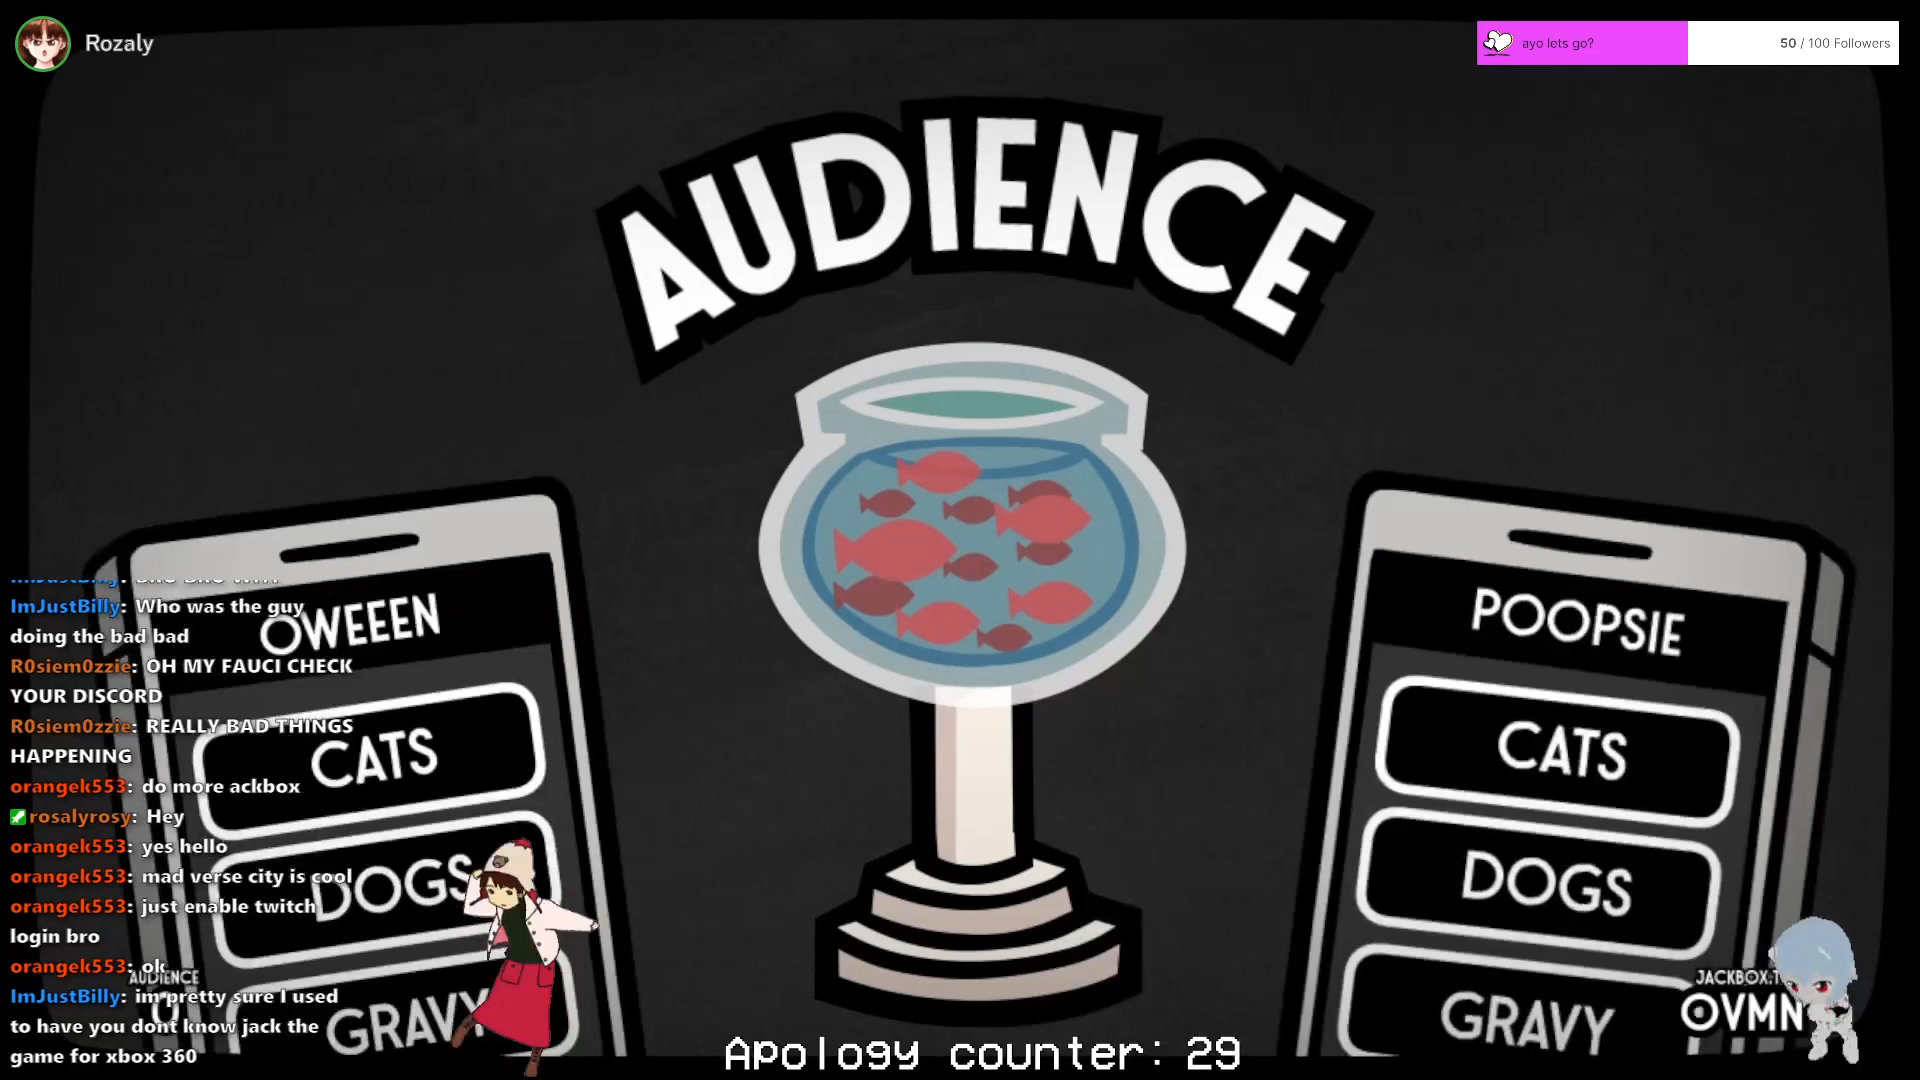 Rozaly
ayo lets go?
50 / 100 Followers
AUDIENCE
OWEEEN
CATS
DOGS
GRAVY
POOPSIE
CATS
DOGS
GRAVY
ImJustBilly: Who was the guy
doing the bad bad
R0siem0zzie: OH MY FAUCI CHECK
YOUR DISCORD
R0siem0zzie: REALLY BAD THINGS
HAPPENING
orangek553: do more ackbox
rosalyrosy: Hey
orangek553: yes hello
orangek553: mad verse city is cool
orangek553: just enable twitch
login bro
orangek553: ok
ImJustBilly: im pretty sure I used
to have you dont know jack the
game for xbox 360
AUDIENCE
JACKBOX.T
OVMN
Apology counter: 29